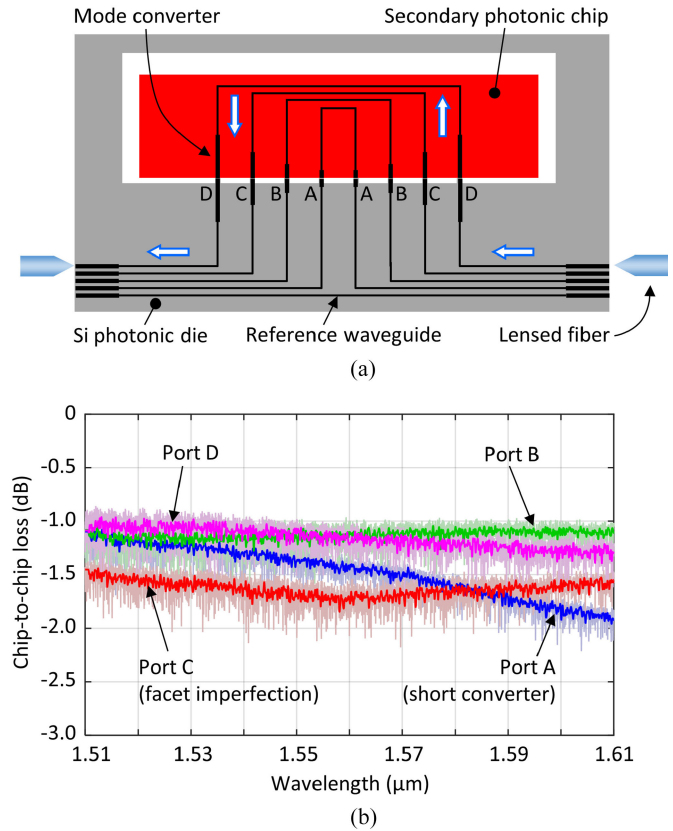 Mode converter
Secondary photonic chip
D C B A A B C D
Si photonic die
Reference waveguide
Lensed fiber
(a)
0
-0.5
-1.0
-1.5
-2.0
-2.5
-3.0
Chip-to-chip loss (dB)
Port D
Port B
Port C
(facet imperfection)
Port A
(short converter)
1.51 1.53 1.55 1.57 1.59 1.61
Wavelength (μm)
(b)